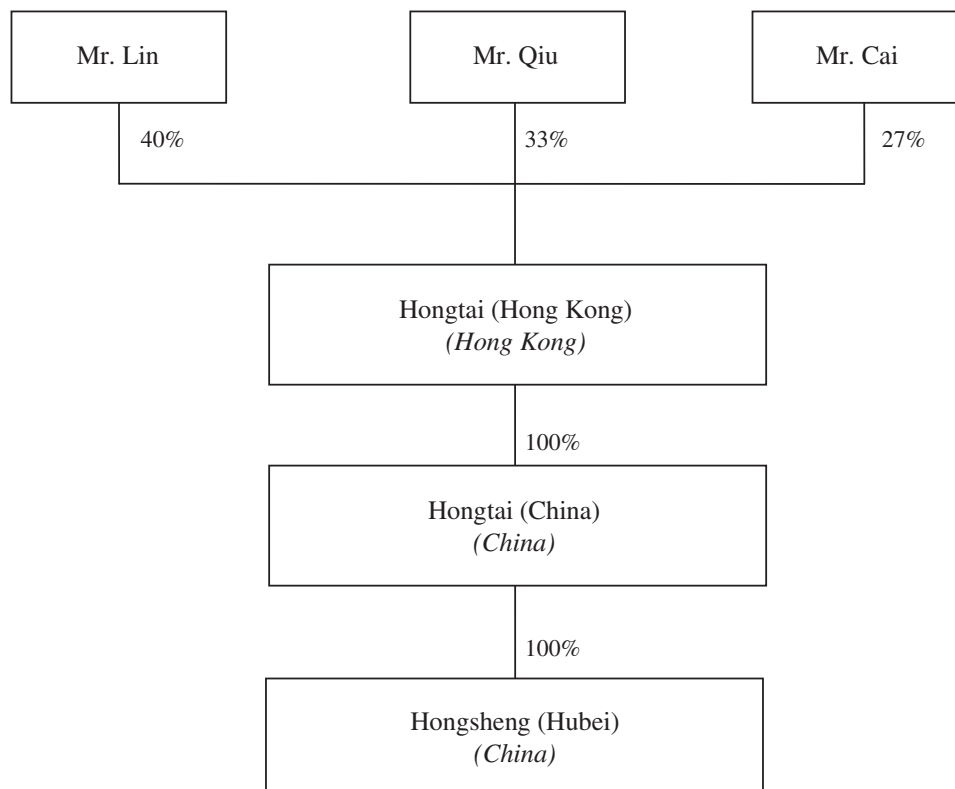 Mr. Lin
Mr. Qiu
Mr. Cai
40%
33%
27%
Hongtai (Hong Kong)
(Hong Kong)
100%
Hongtai (China)
(China)
100%
Hongsheng (Hubei)
(China)